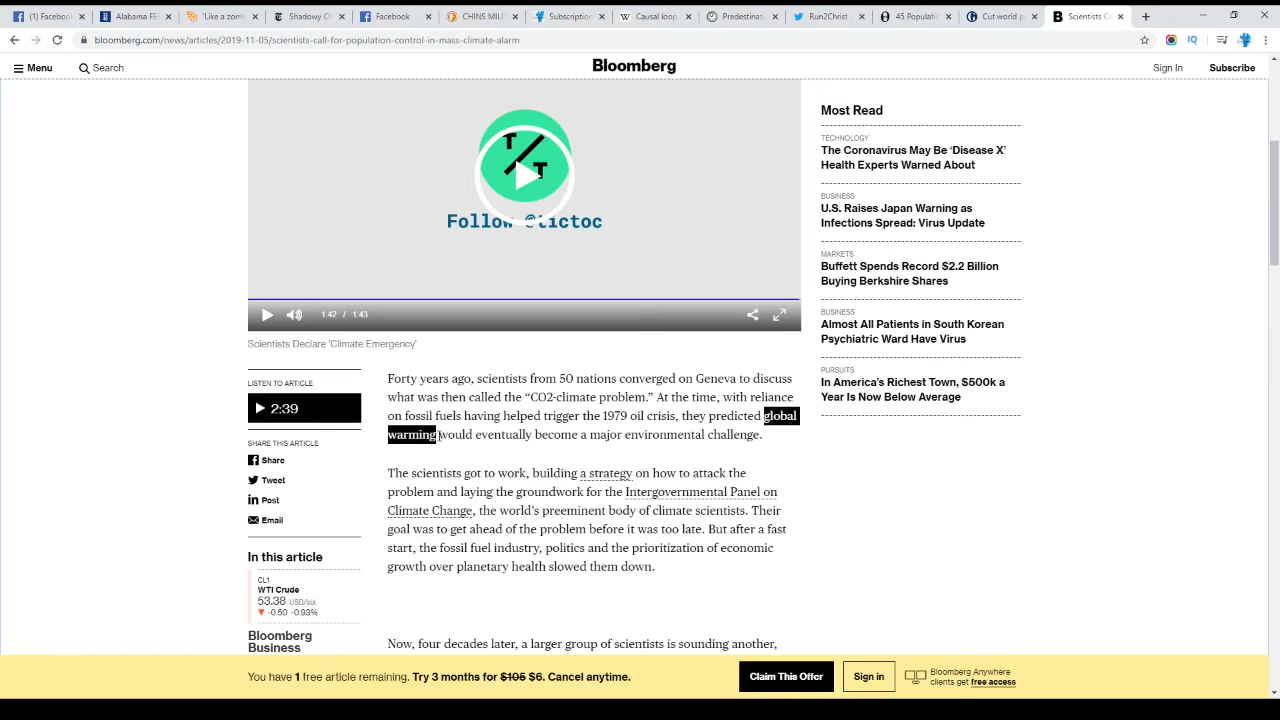 (1) Facebook
Alabama FE
'Like a zom
Shadowy C
Facebook
CHINS MILF
Subscription
Causal loop
Predestinat
Run2Christ
45 Populati
Cut world p
Scientists Ca
bloomberg.com/news/articles/2019-11-05/scientists-call-for-population-control-in-mass-climate-alarm
Menu
Search
Bloomberg
Sign In
Subscribe
T/T
Follow @tictoc
1:42 / 1:43
Scientists Declare 'Climate Emergency'
LISTEN TO ARTICLE
2:39
SHARE THIS ARTICLE
Share
Tweet
Post
Email
In this article
CL1
WTI Crude
53.38 USD/bbl.
▼ -0.50 -0.93%
Bloomberg
Business
Forty years ago, scientists from 50 nations converged on Geneva to discuss
what was then called the “CO2-climate problem.” At the time, with reliance
on fossil fuels having helped trigger the 1979 oil crisis, they predicted global
warming would eventually become a major environmental challenge.
The scientists got to work, building a strategy on how to attack the
problem and laying the groundwork for the Intergovernmental Panel on
Climate Change, the world’s preeminent body of climate scientists. Their
goal was to get ahead of the problem before it was too late. But after a fast
start, the fossil fuel industry, politics and the prioritization of economic
growth over planetary health slowed them down.
Now, four decades later, a larger group of scientists is sounding another,
Most Read
TECHNOLOGY
The Coronavirus May Be ‘Disease X’
Health Experts Warned About
BUSINESS
U.S. Raises Japan Warning as
Infections Spread: Virus Update
MARKETS
Buffett Spends Record $2.2 Billion
Buying Berkshire Shares
BUSINESS
Almost All Patients in South Korean
Psychiatric Ward Have Virus
PURSUITS
In America’s Richest Town, $500k a
Year Is Now Below Average
You have 1 free article remaining. Try 3 months for $105 $6. Cancel anytime.
Claim This Offer
Sign in
Bloomberg Anywhere
clients get free access